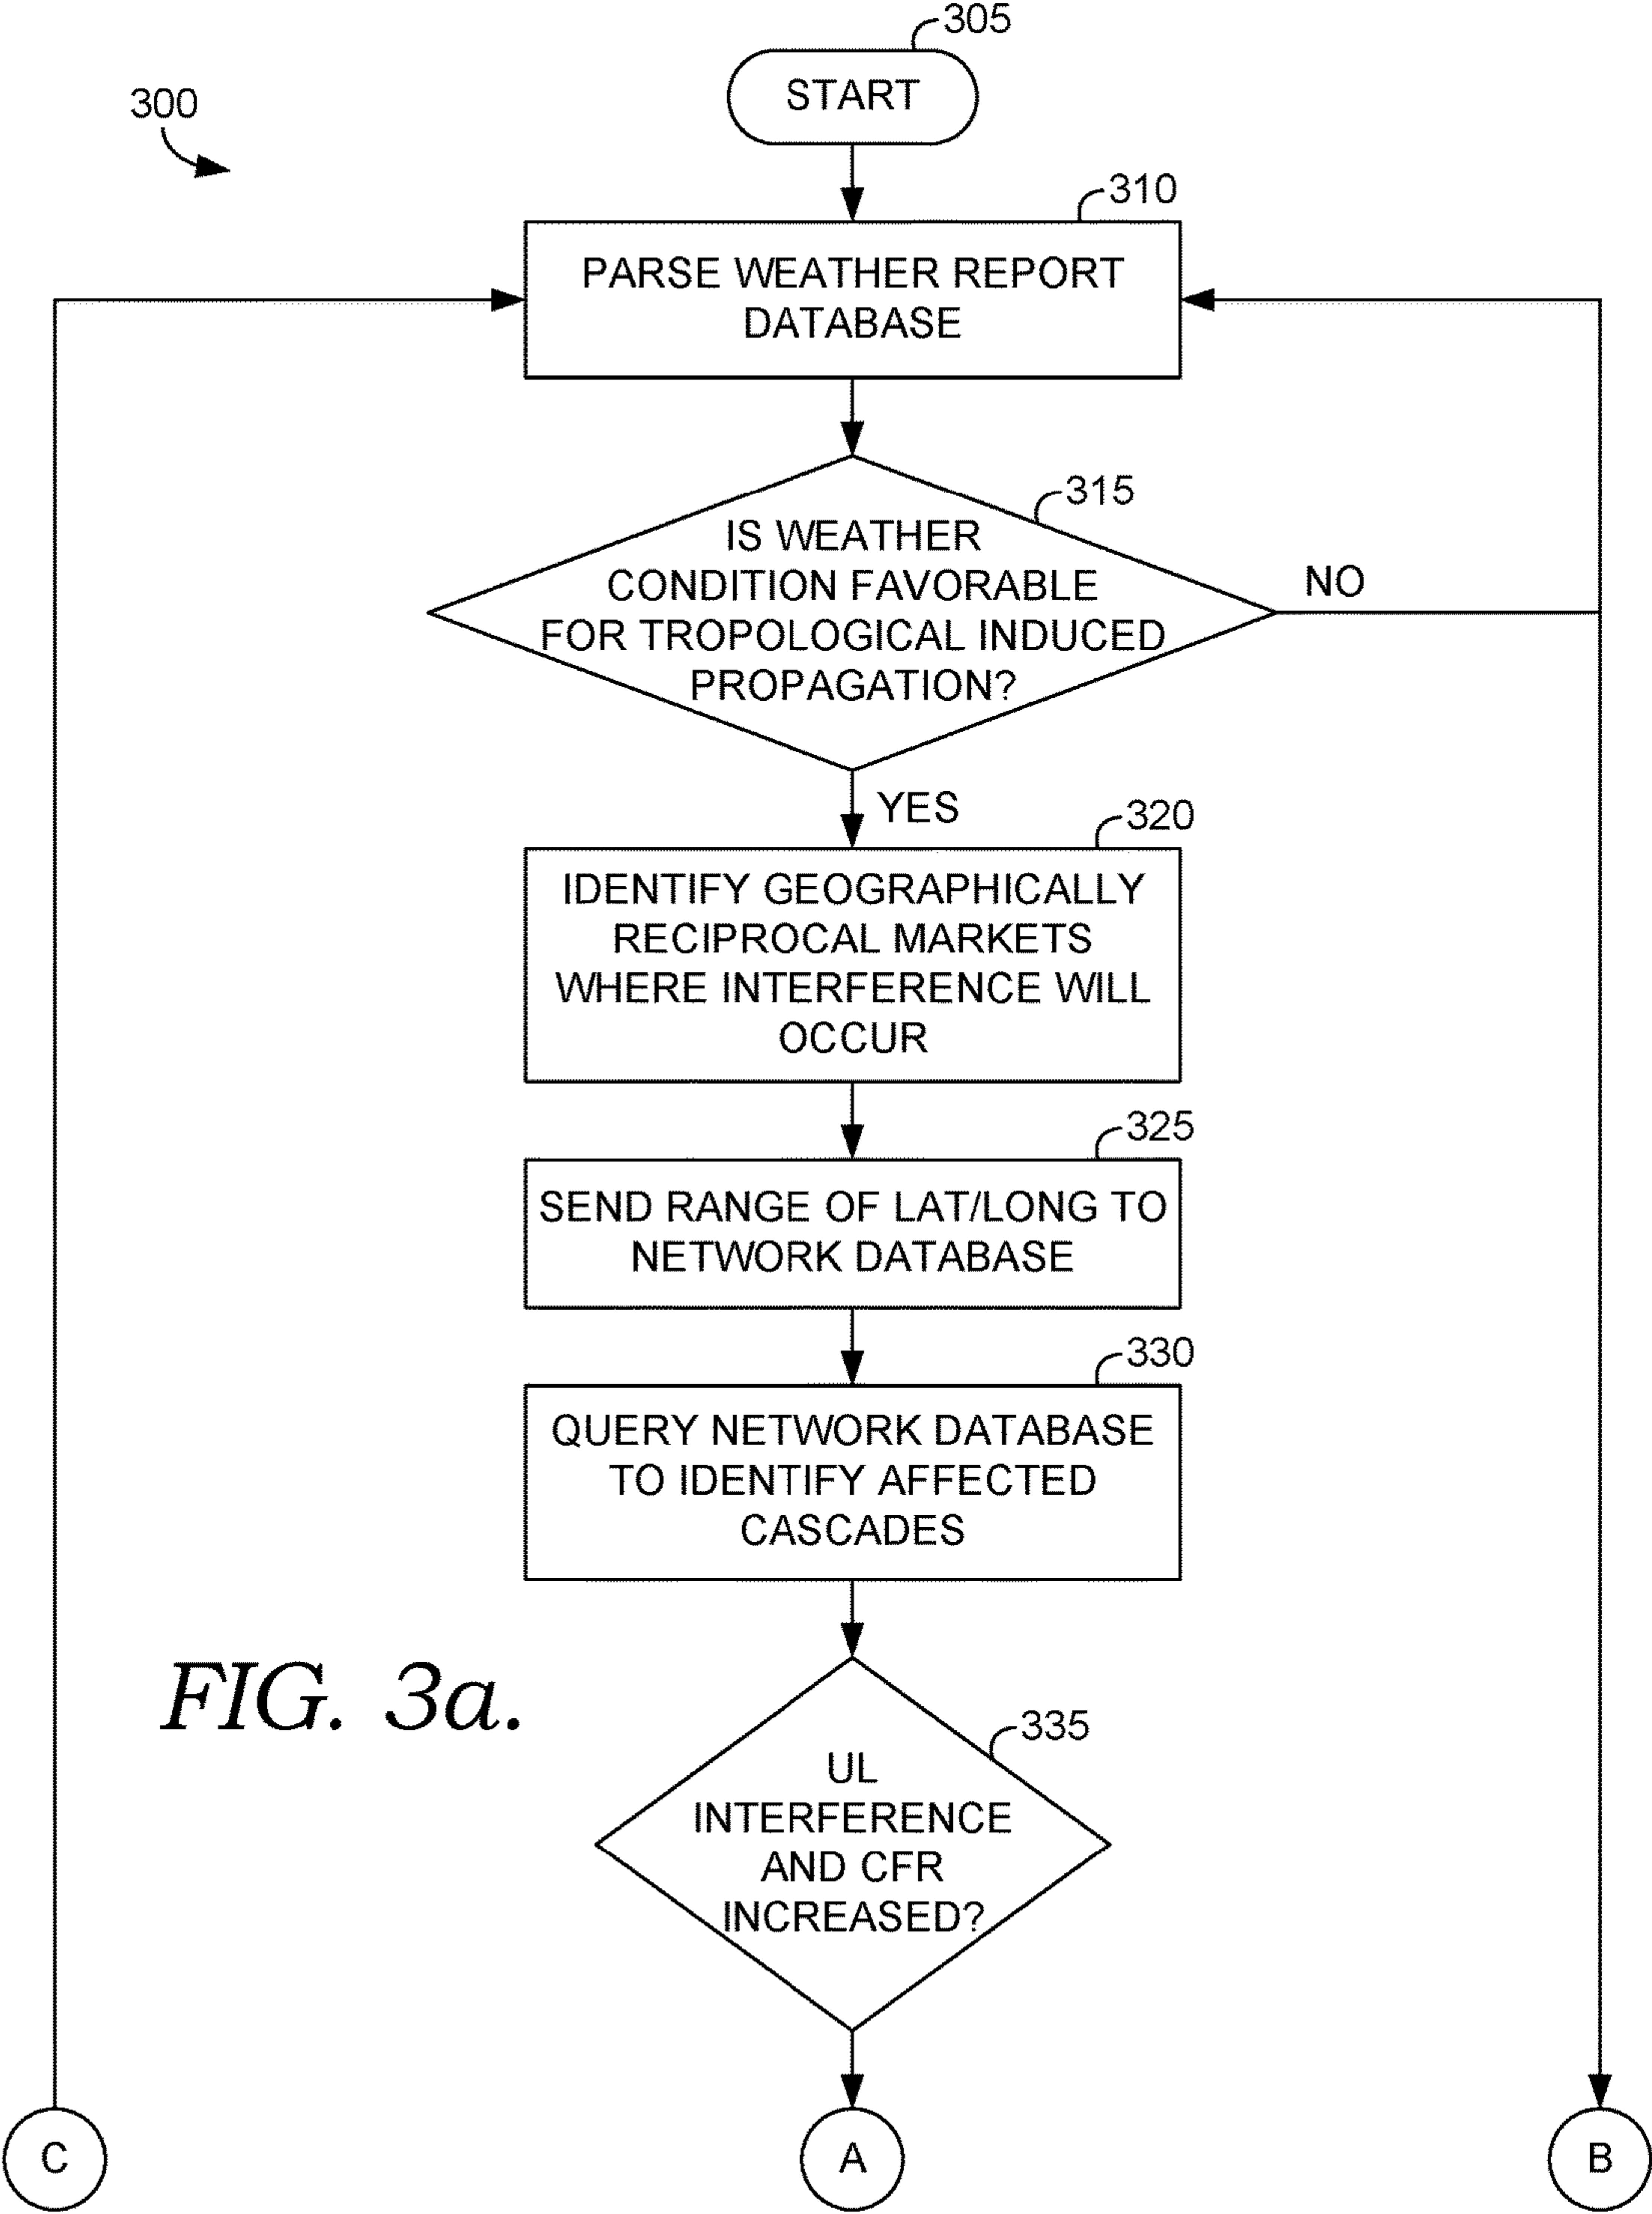 305
START
300
310
PARSE WEATHER REPORT
DATABASE
315
IS WEATHER
CONDITION FAVORABLE
FOR TROPOLOGICAL INDUCED
PROPAGATION?
NO
YES
320
IDENTIFY GEOGRAPHICALLY
RECIPROCAL MARKETS
WHERE INTERFERENCE WILL
OCCUR
325
SEND RANGE OF LAT/LONG TO
NETWORK DATABASE
330
QUERY NETWORK DATABASE
TO IDENTIFY AFFECTED
CASCADES
FIG. 3a.
335
UL
INTERFERENCE
AND CFR
INCREASED?
C
A
B